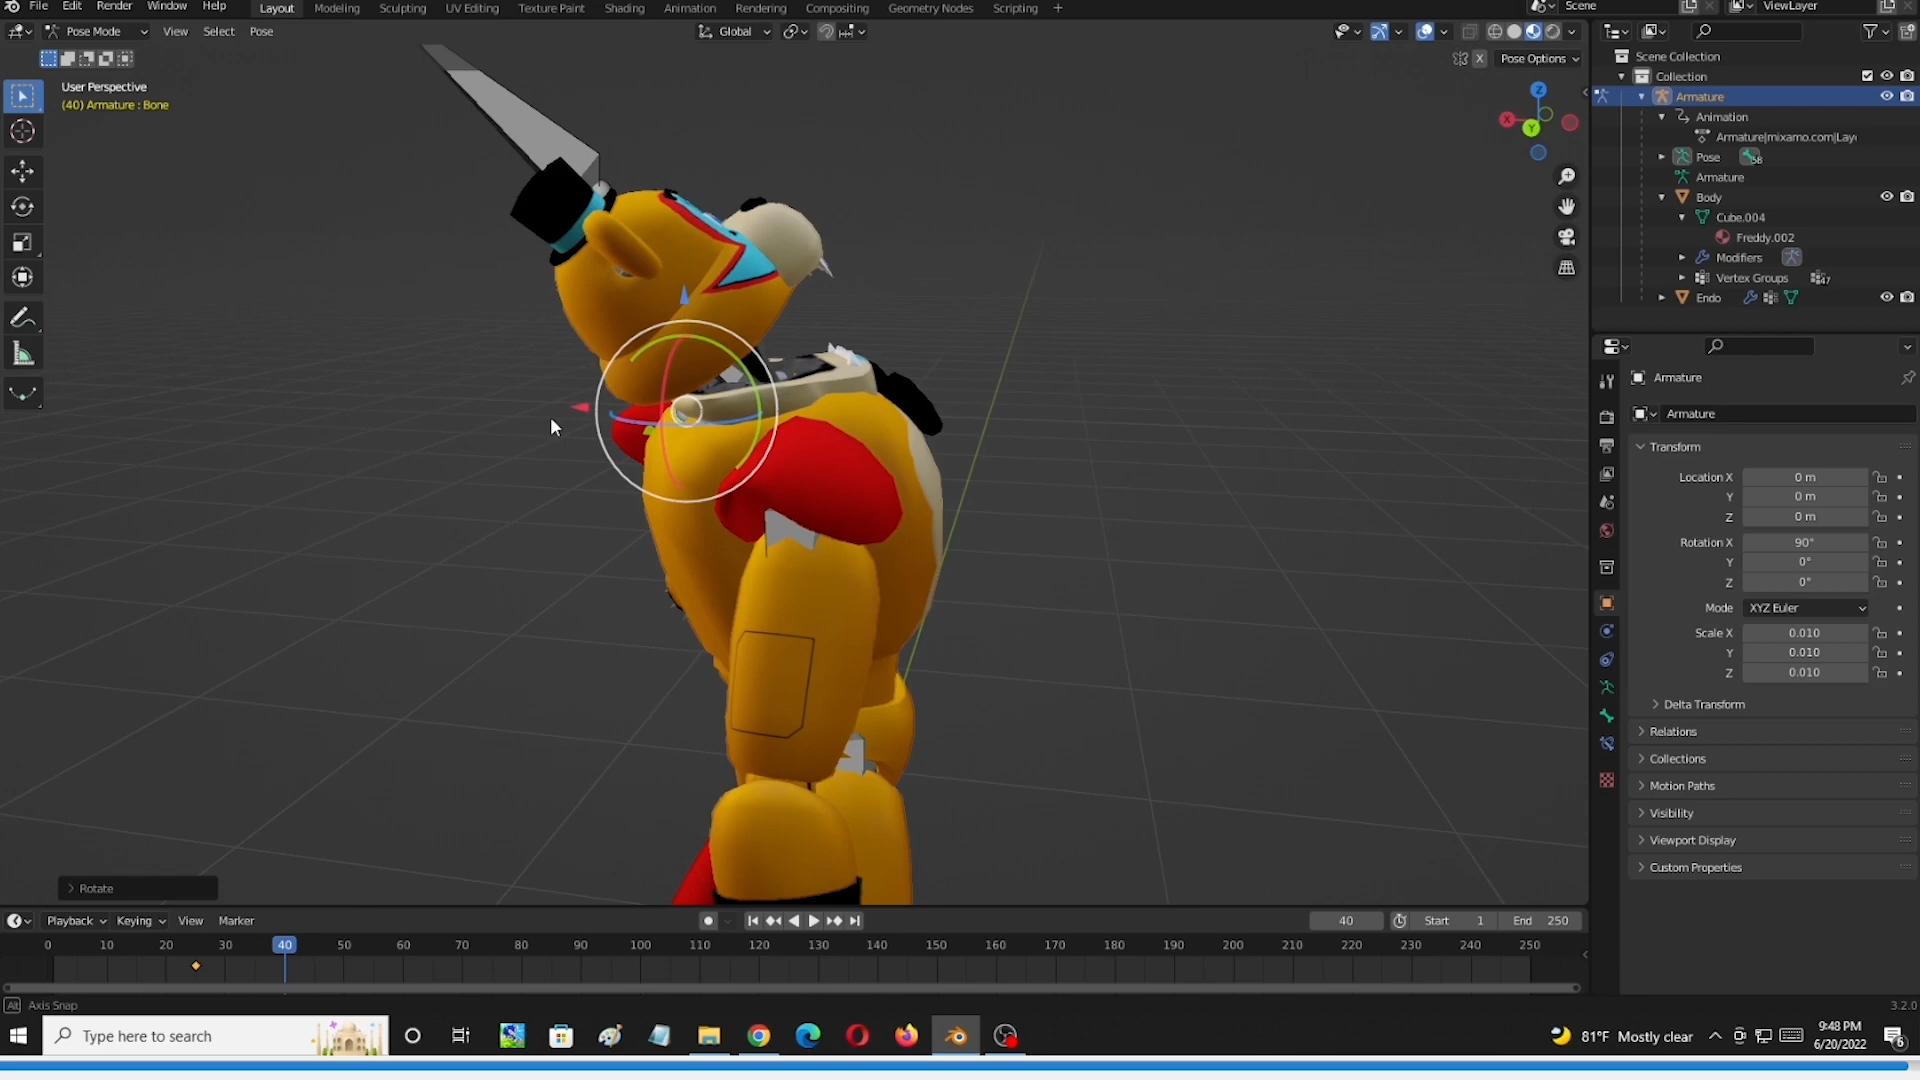 File Edit Render Window Help Layout Modeling Sculpting UV Editing Texture Paint Shading Animation Rendering Compositing Geometry Nodes Scripting + Scene ViewLayer
Pose Mode View Select Pose Global
X Pose Options
User Perspective
(40) Armature : Bone
Z
X
Y
Scene Collection
Collection
Armature
Animation
Armature|mixamo.com|Laye
Pose 58
Armature
Body
Cube.004
Freddy.002
Modifiers
Vertex Groups 47
Endo
Armature
Armature
Transform
Location X 0 m
Y 0 m
Z 0 m
Rotation X 90°
Y 0°
Z 0°
Mode XYZ Euler
Scale X 0.010
Y 0.010
Z 0.010
Delta Transform
Relations
Collections
Motion Paths
Visibility
Viewport Display
Custom Properties
Rotate
Playback Keying View Marker 40 Start 1 End 250
0 10 20 30 40 50 60 70 80 90 100 110 120 130 140 150 160 170 180 190 200 210 220 230 240 250
Alt Axis Snap 3.2.0
Type here to search 81°F Mostly clear 9:48 PM
6/20/2022 6